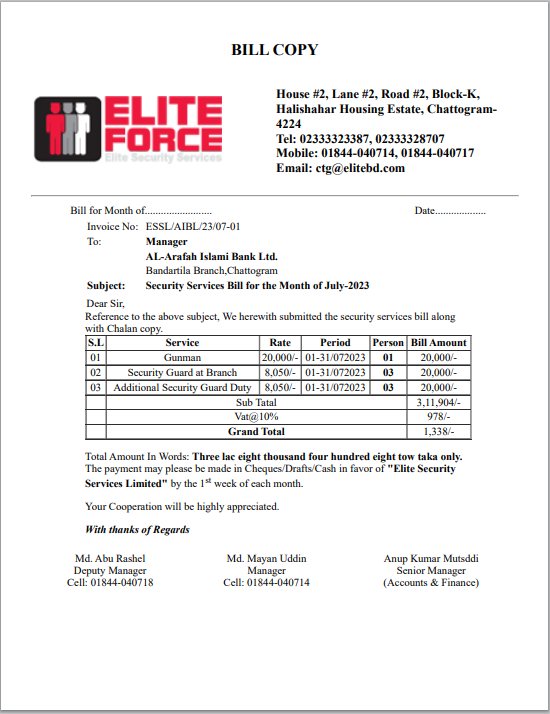 BILL COPY
ELITE
FORCE
Elite Security Services
House #2, Lane #2, Road #2, Block-K,
Halishahar Housing Estate, Chattogram-
4224
Tel: 02333323387, 02333328707
Mobile: 01844-040714, 01844-040717
Email: ctg@elitebd.com
Bill for Month of......................... Date...................
Invoice No: ESSL/AIBL/23/07-01
To: Manager
AL-Arafah Islami Bank Ltd.
Bandartila Branch,Chattogram
Subject: Security Services Bill for the Month of July-2023
Dear Sir,
Reference to the above subject, We herewith submitted the security services bill along
with Chalan copy.
S.L Service Rate Period Person Bill Amount
01 Gunman 20,000/- 01-31/072023 01 20,000/-
02 Security Guard at Branch 8,050/- 01-31/072023 03 20,000/-
03 Additional Security Guard Duty 8,050/- 01-31/072023 03 20,000/-
Sub Tatal 3,11,904/-
Vat@10% 978/-
Grand Total 1,338/-
Total Amount In Words: Three lac eight thousand four hundred eight tow taka only.
The payment may please be made in Cheques/Drafts/Cash in favor of "Elite Security
Services Limited" by the 1st week of each month.
Your Cooperation will be highly appreciated.
With thanks of Regards
Md. Abu Rashel Md. Mayan Uddin Anup Kumar Mutsddi
Deputy Manager Manager Senior Manager
Cell: 01844-040718 Cell: 01844-040714 (Accounts & Finance)